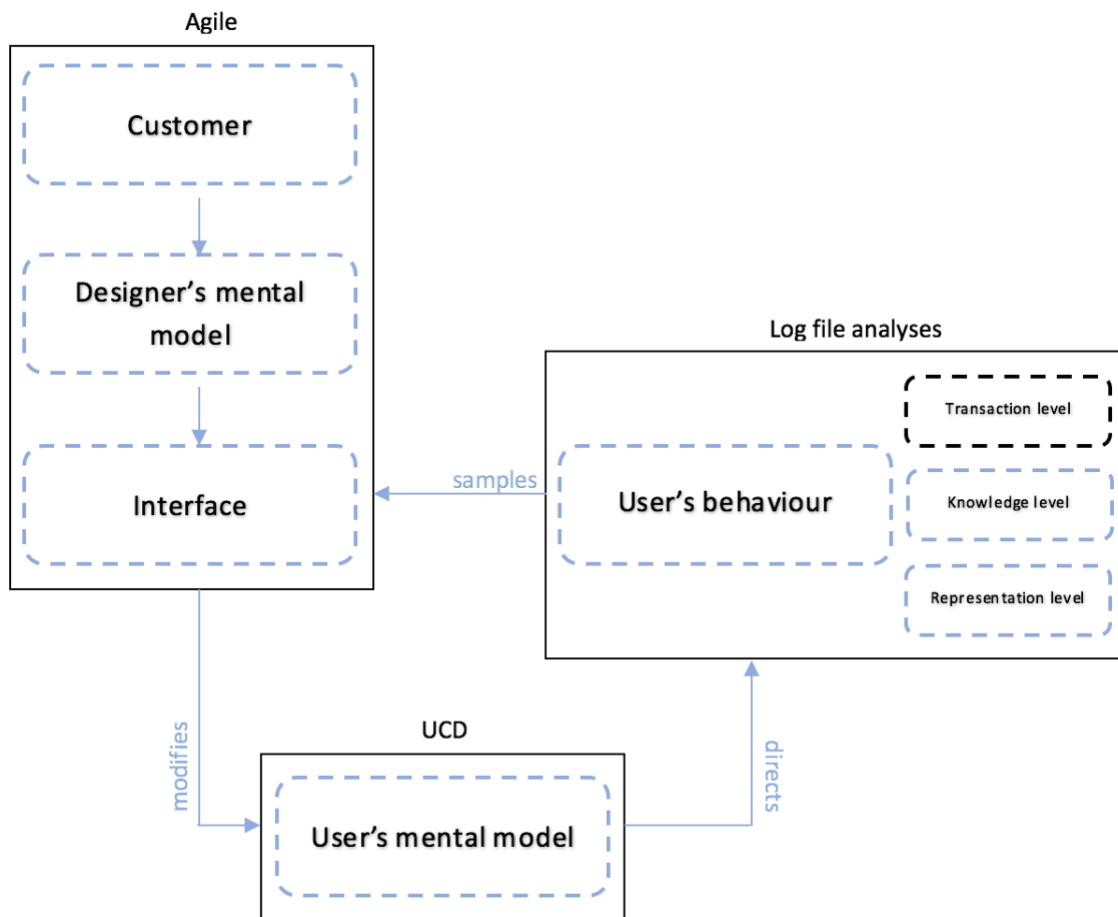 Agile
Customer
Designer's mental
model
Interface
Log file analyses
Transaction level
User's behaviour
Knowledge level
Representation level
samples
modifies
UCD
User's mental model
directs